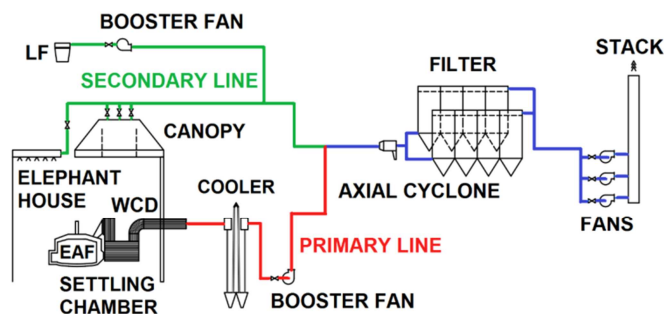 BOOSTER FAN
LF
SECONDARY LINE
CANOPY
ELEPHANT
HOUSE
WCD
EAF
SETTLING
CHAMBER
COOLER
PRIMARY LINE
BOOSTER FAN
AXIAL CYCLONE
FILTER
STACK
FANS